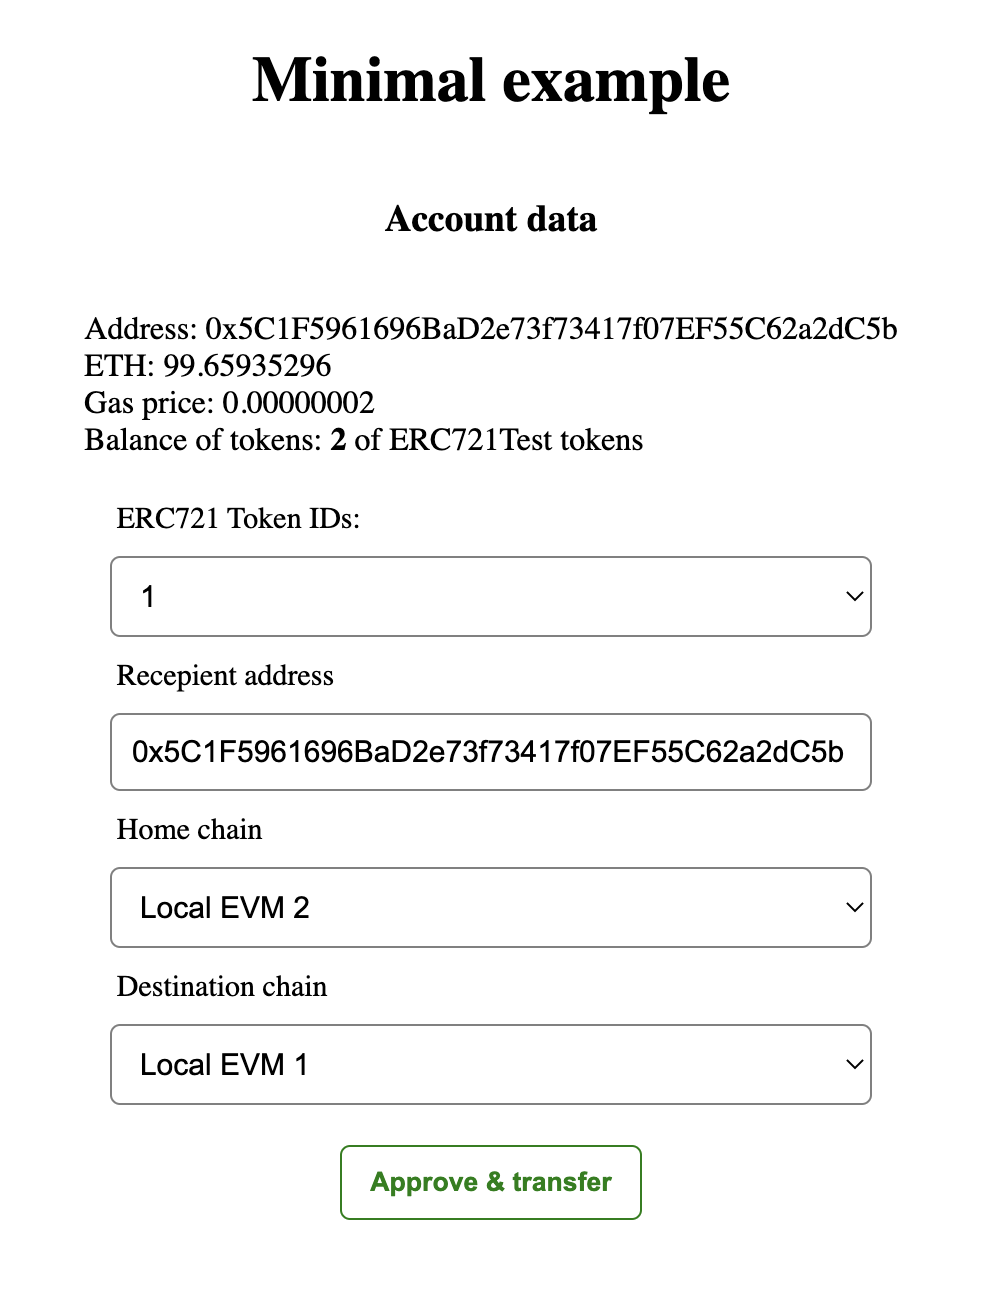 Minimal example
Account data
Address: 0x5C1F5961696BaD2e73f73417f07EF55C62a2dC5b
ETH: 99.65935296
Gas price: 0.00000002
Balance of tokens: 2 of ERC721Test tokens
ERC721 Token IDs:
1
Recepient address
0x5C1F5961696BaD2e73f73417f07EF55C62a2dC5b
Home chain
Local EVM 2
Destination chain
Local EVM 1
Approve & transfer